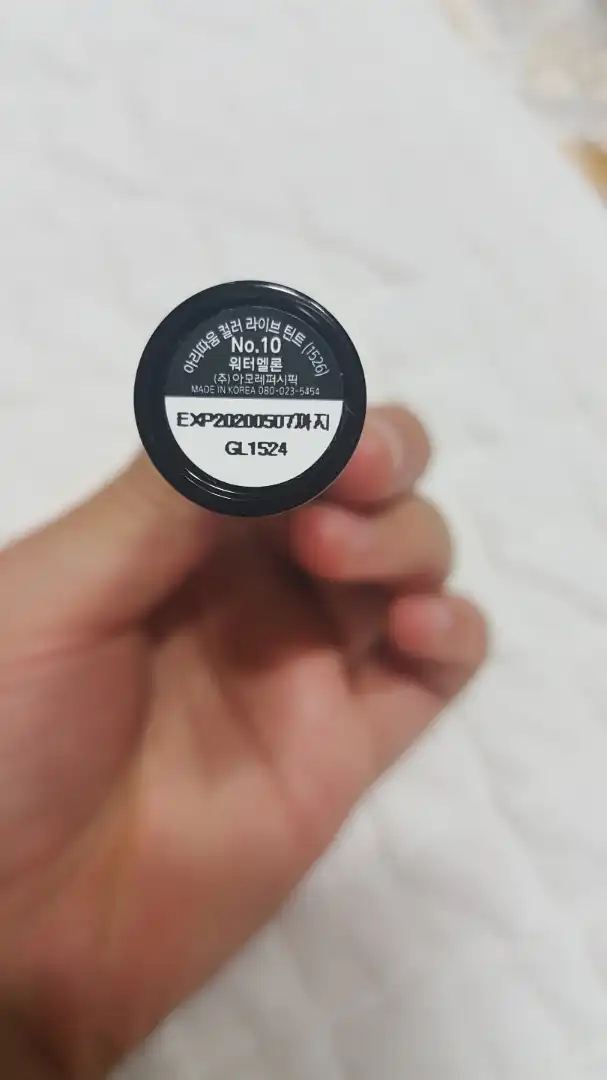 아리따움 컬러 라이브 틴트 (1526)
No.10
워터멜론
(주) 아모레퍼시픽
MADE IN KOREA 080-023-5454
EXP20200507까지
GL1524